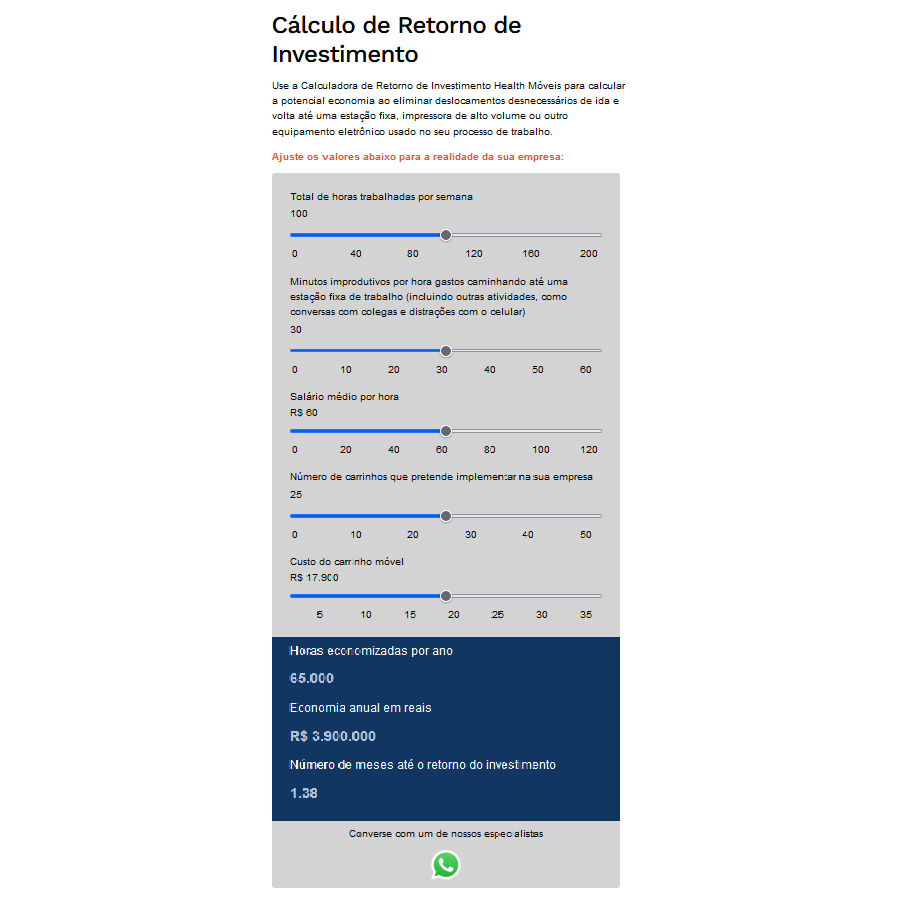 Cálculo de Retorno de
Investimento
Use a Calculadora de Retorno de Investimento Health Móveis para calcular
a potencial economia ao eliminar deslocamentos desnecessários de ida e
volta até uma estação fixa, impressora de alto volume ou outro
equipamento eletrônico usado no seu processo de trabalho.
Ajuste os valores abaixo para a realidade da sua empresa:
Total de horas trabalhadas por semana
100
0 40 80 120 160 200
Minutos improdutivos por hora gastos caminhando até uma
estação fixa de trabalho (incluindo outras atividades, como
conversas com colegas e distrações com o celular)
30
0 10 20 30 40 50 60
Salário médio por hora
R$ 60
0 20 40 60 80 100 120
Número de carrinhos que pretende implementar na sua empresa
25
0 10 20 30 40 50
Custo do carrinho móvel
R$ 17.900
5 10 15 20 25 30 35
Horas economizadas por ano
65.000
Economia anual em reais
R$ 3.900.000
Número de meses até o retorno do investimento
1.38
Converse com um de nossos especialistas